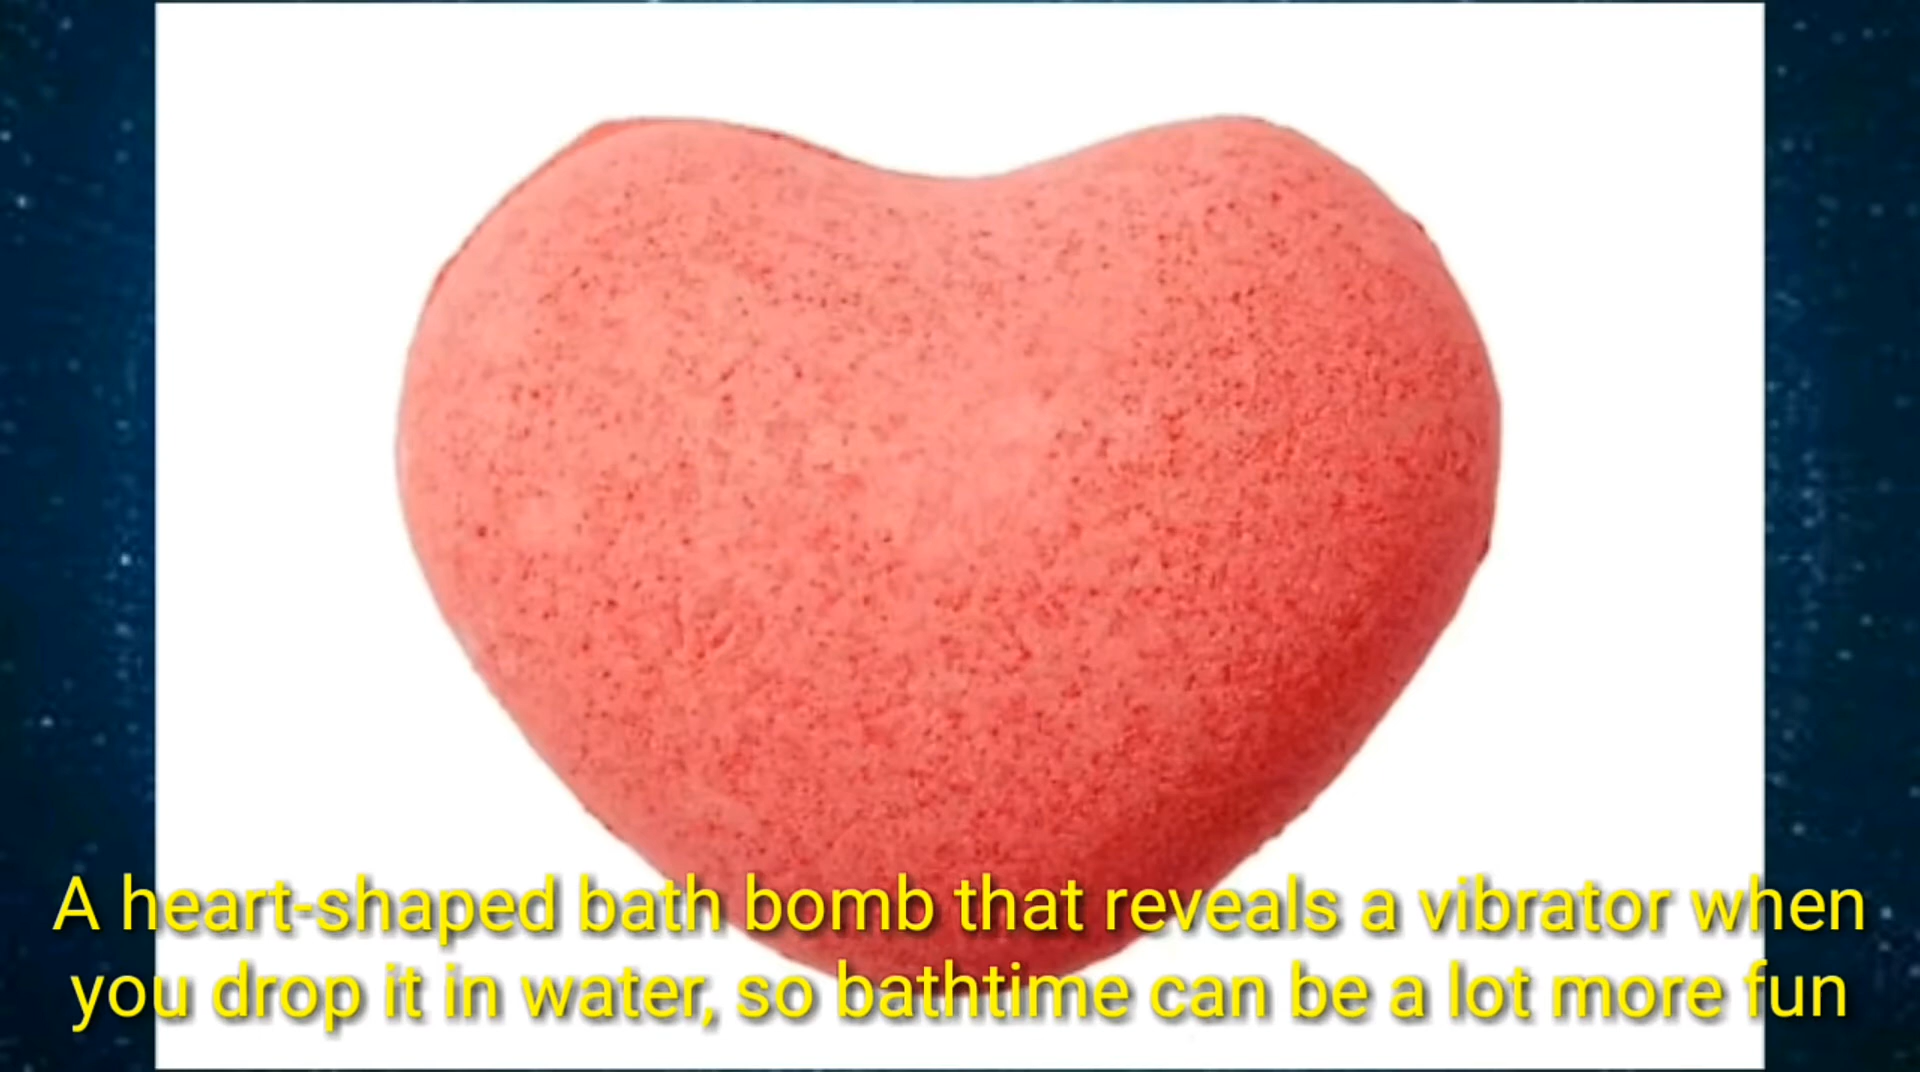 A heart-shaped bath bomb that reveals a vibrator when
you drop it in water, so bathtime can be a lot more fun